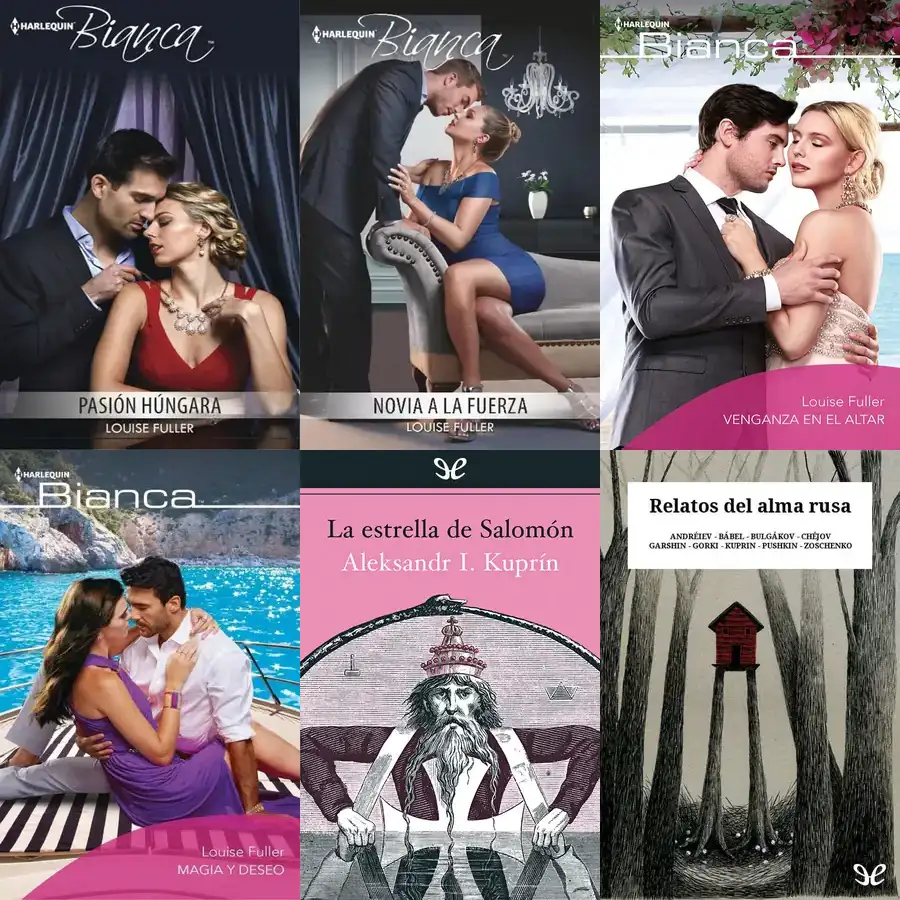 HARLEQUIN
Bianca
PASIÓN HÚNGARA
LOUISE FULLER
HARLEQUIN
Bianca
NOVIA A LA FUERZA
LOUISE FULLER
HARLEQUIN
Bianca
Louise Fuller
VENGANZA EN EL ALTAR
HARLEQUIN
Bianca
Louise Fuller
MAGIA Y DESEO
La estrella de Salomón
Aleksandr I. Kuprín
Relatos del alma rusa
ANDRÉIEV - BÁBEL - BULGÁKOV - CHÉJOV
GARSHIN - GORKI - KUPRIN - PUSHKIN - ZOSCHENKO